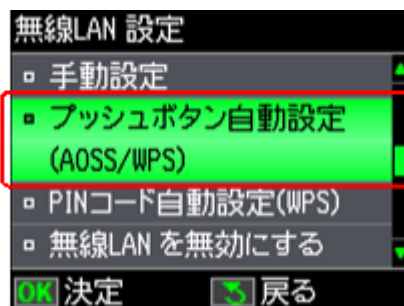 無線LAN 設定
手動設定
プッシュボタン自動設定
(AOSS/WPS)
PINコード自動設定(WPS)
無線LAN を無効にする
OK 決定 戻る